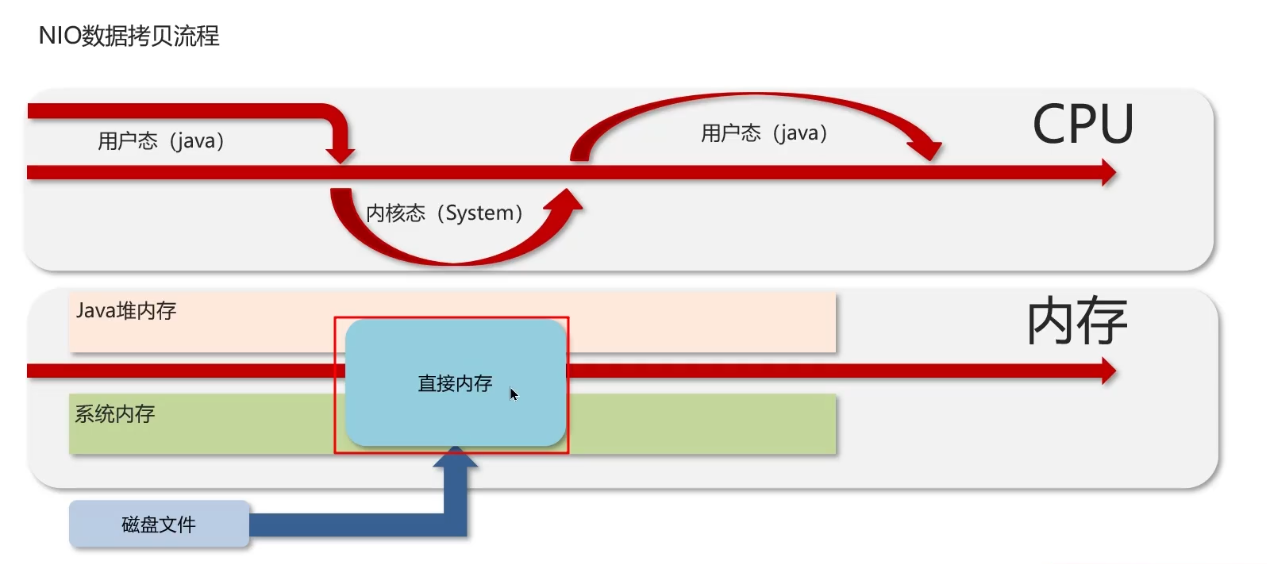 NIO数据拷贝流程
CPU
用户态（java）
用户态（java）
内核态（System）
内存
Java堆内存
直接内存
系统内存
磁盘文件